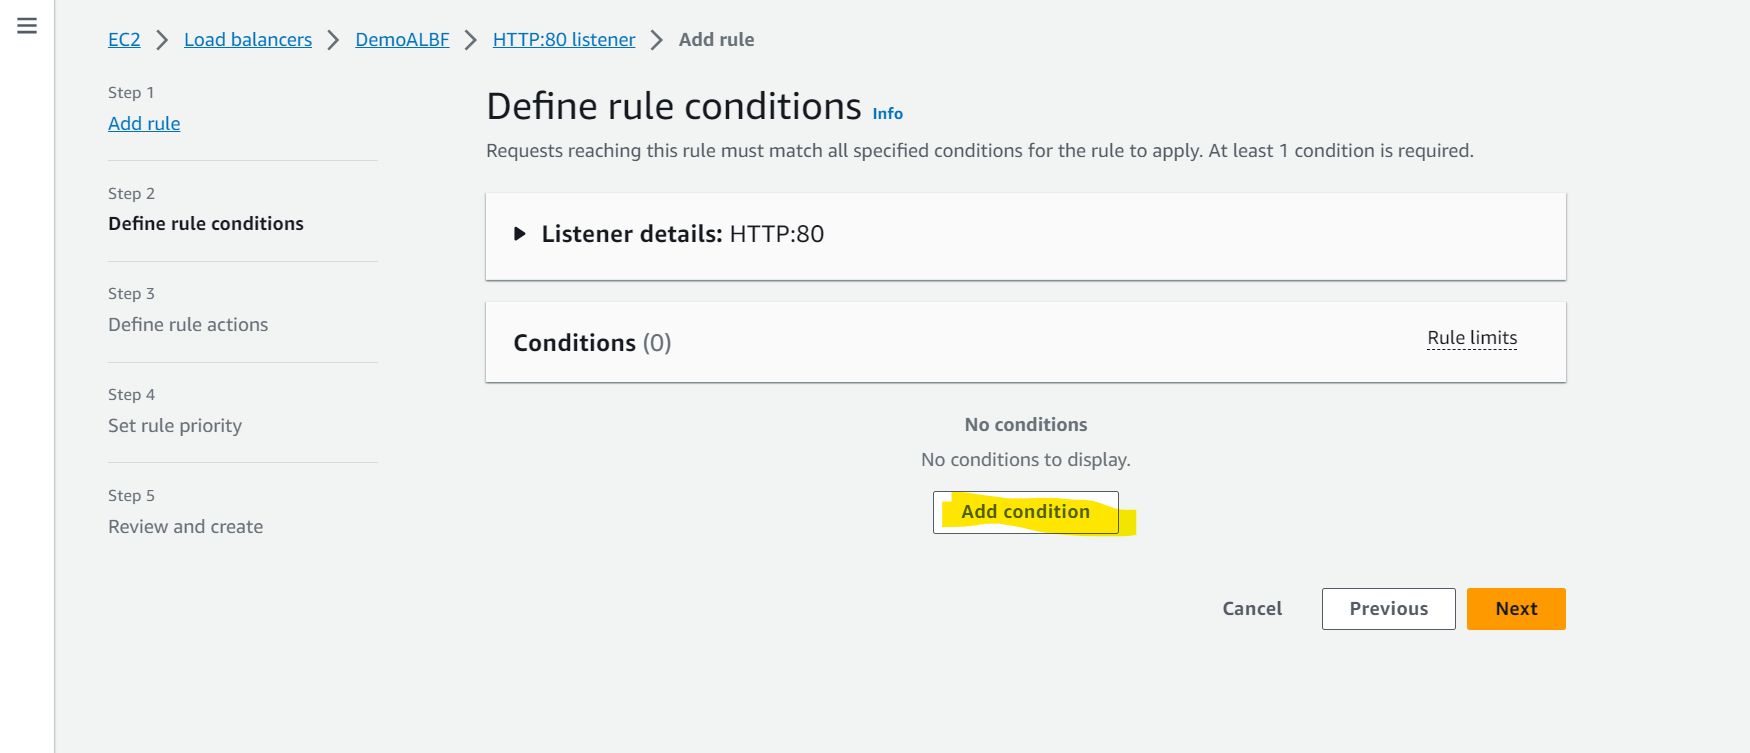 EC2 > Load balancers > DemoALBF > HTTP:80 listener > Add rule
Step 1
Add rule
Step 2
Define rule conditions
Step 3
Define rule actions
Step 4
Set rule priority
Step 5
Review and create
Define rule conditions Info
Requests reaching this rule must match all specified conditions for the rule to apply. At least 1 condition is required.
Listener details: HTTP:80
Conditions (0) Rule limits
No conditions
No conditions to display.
Add condition
Cancel Previous Next